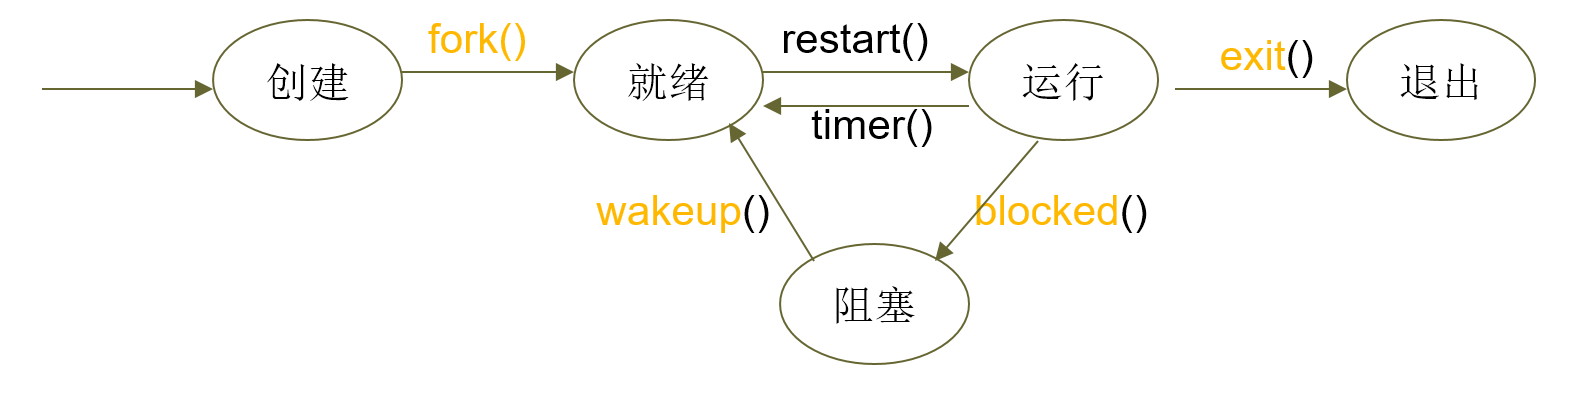 创建
fork()
就绪
restart()
timer()
运行
exit()
退出
wakeup()
blocked()
阻塞